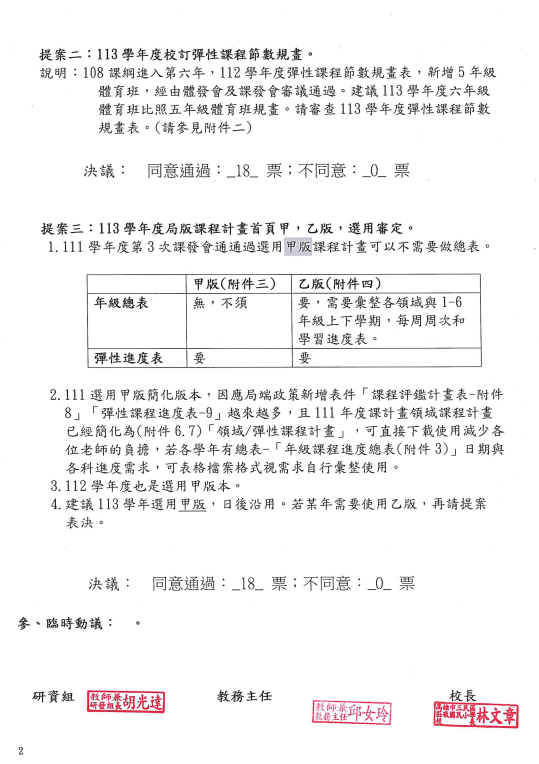 提案二：113 學年度校訂彈性課程節數規畫。
說明：108 課綱進入第六年，112 學年度彈性課程節數規畫表，新增 5 年級
體育班，經由體發會及課發會審議通過。建議 113 學年度六年級
體育班比照五年級體育班規畫。請審查 113 學年度彈性課程節數
規畫表。(請參見附件二)
決議： 同意通過：_18_ 票；不同意：_0_ 票
提案三：113 學年度局版課程計畫首頁甲，乙版，選用審定。
1.111 學年度第 3 次課發會通通過選用甲版課程計畫可以不需要做總表。
甲版(附件三) 乙版(附件四)
年級總表 無，不須 要，需要彙整各領域與 1-6
年級上下學期，每周周次和
學習進度表。
彈性進度表 要 要
2.111 選用甲版簡化版本，因應局端政策新增表件「課程評鑑計畫表-附件
8」「彈性課程進度表-9」越來越多，且 111 年度課計畫領域課程計畫
已經簡化為(附件 6.7)「領域/彈性課程計畫」，可直接下載使用減少各
位老師的負擔，若各學年有總表-「年級課程進度總表(附件 3)」日期與
各科進度需求，可表格檔案格式視需求自行彙整使用。
3.112 學年度也是選用甲版本。
4.建議 113 學年選用甲版，日後沿用。若某年需要使用乙版，再請提案
表決。
決議： 同意通過：_18_ 票；不同意：_0_ 票
參、臨時動議： 。
研資組 教師兼研發組長胡光達 教務主任 教師兼教務主任邱女玲 校長 高雄市三民區莊敬國民小學校長林文章
2